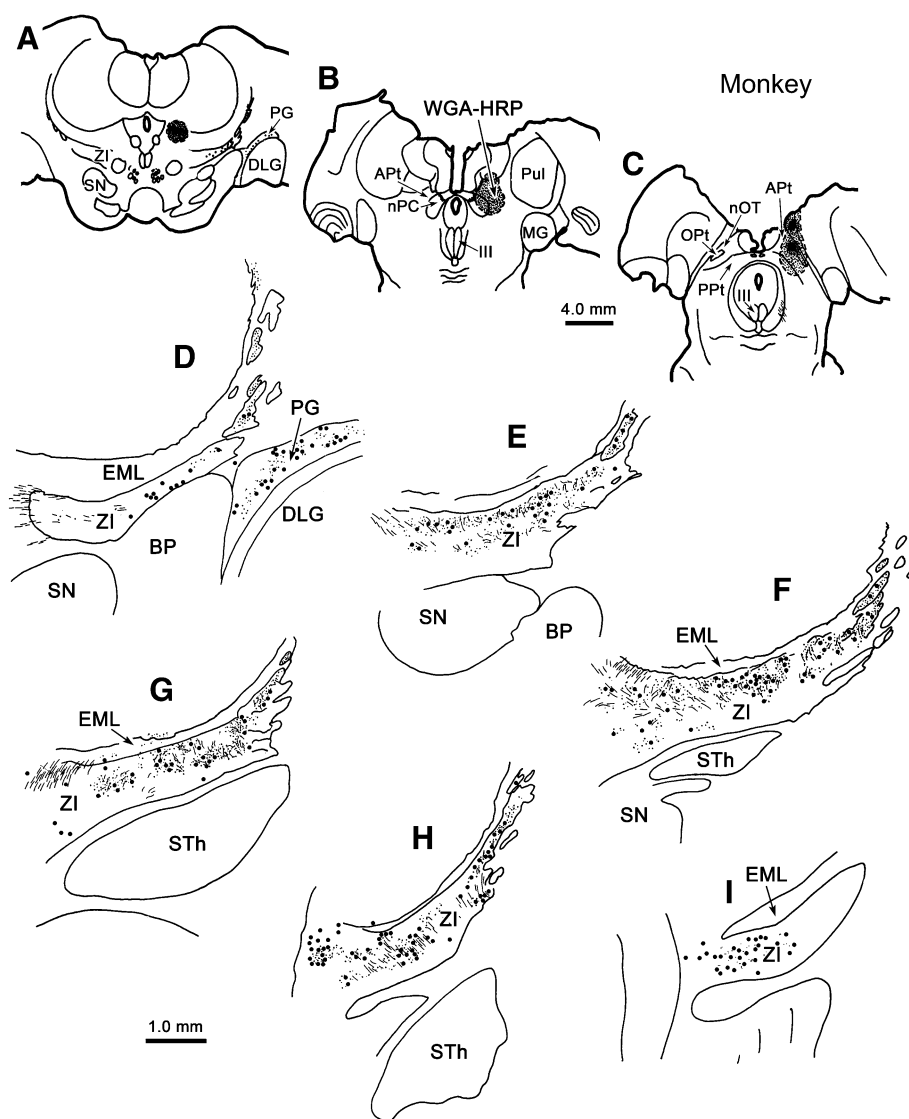 A
PG
ZI
DLG
SN
B
WGA-HRP
APt
nPC
Pul
MG
III
4.0 mm
Monkey
C
APt
nOT
OPt
PPt
III
D
PG
EML
ZI
BP
DLG
SN
E
ZI
SN
BP
F
EML
ZI
STh
SN
G
EML
ZI
STh
H
ZI
STh
I
EML
ZI
1.0 mm